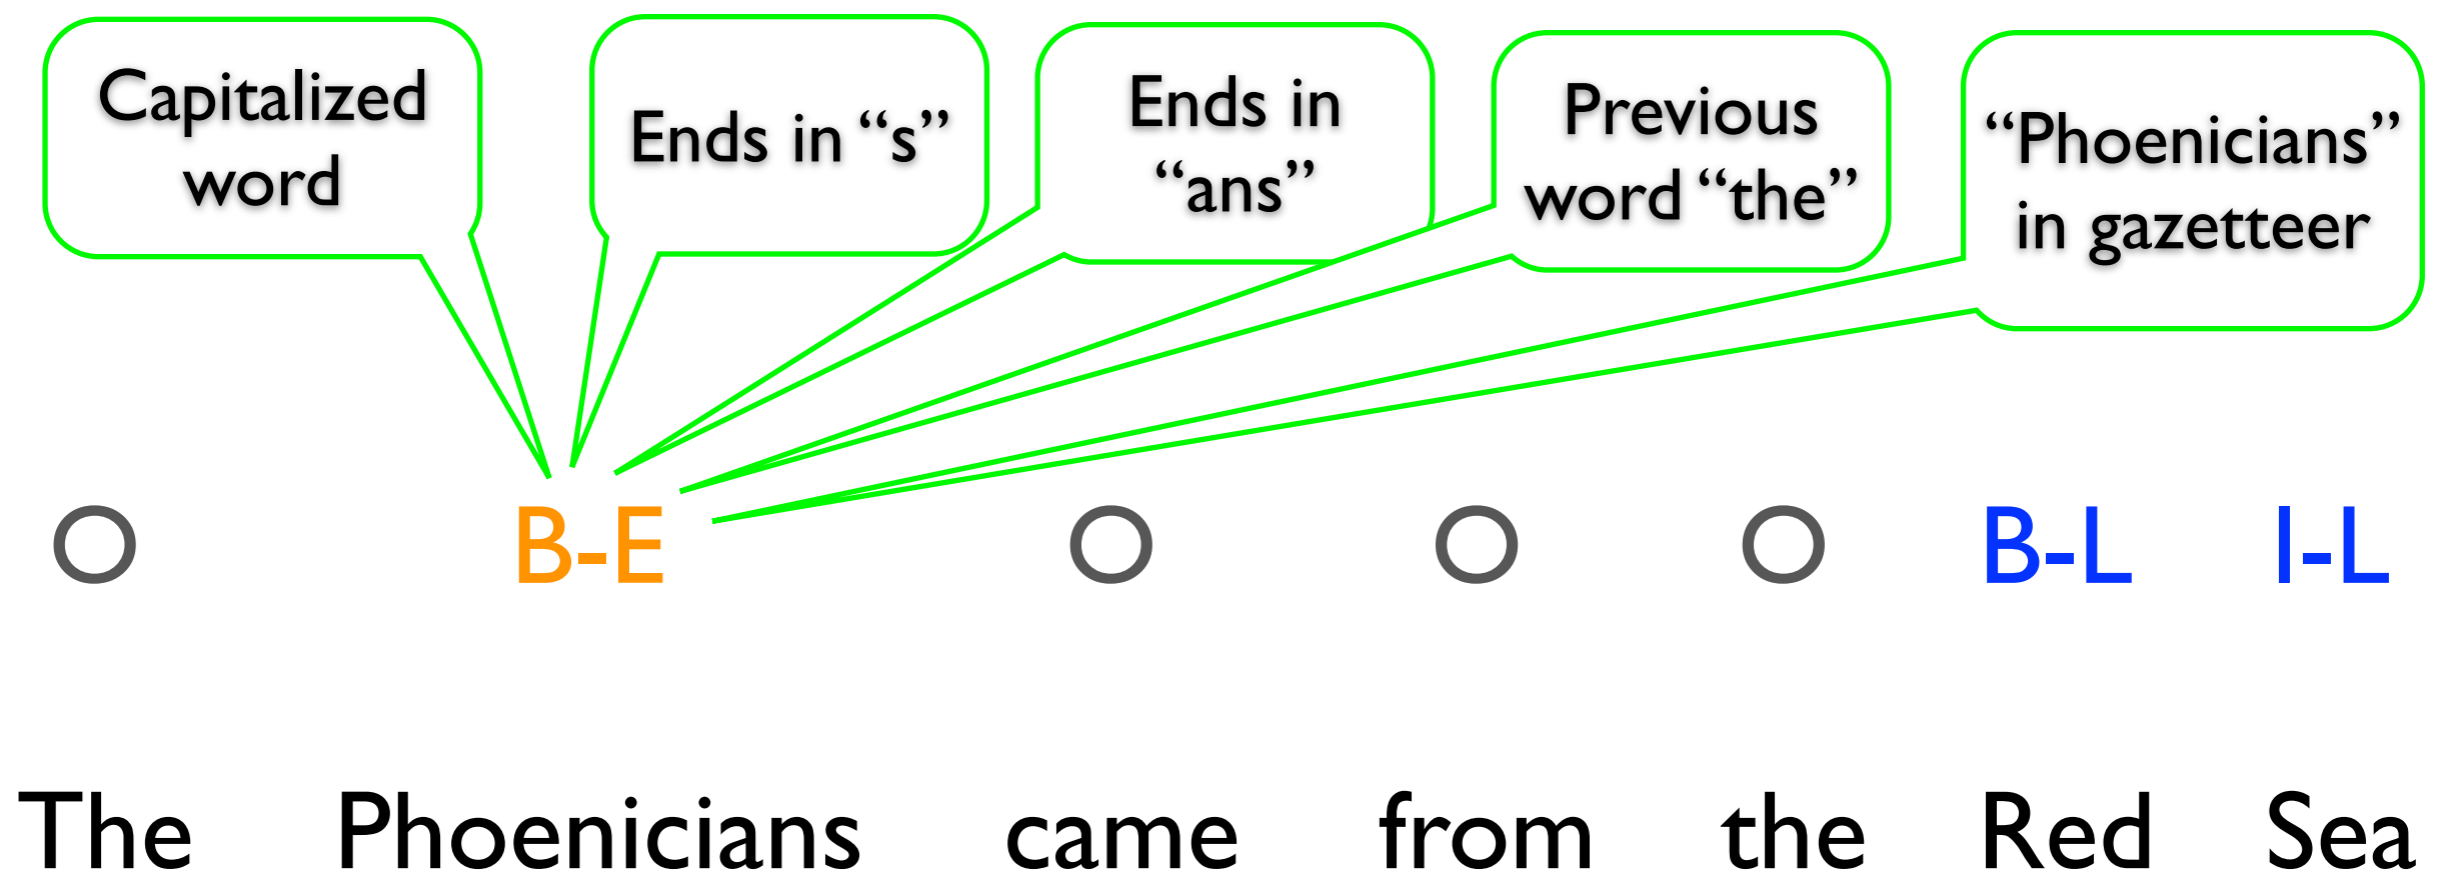 Capitalized
word
Ends in “s”
Ends in
“ans”
Previous
word “the”
“Phoenicians”
in gazetteer
O B-E O O O B-L I-L
The Phoenicians came from the Red Sea